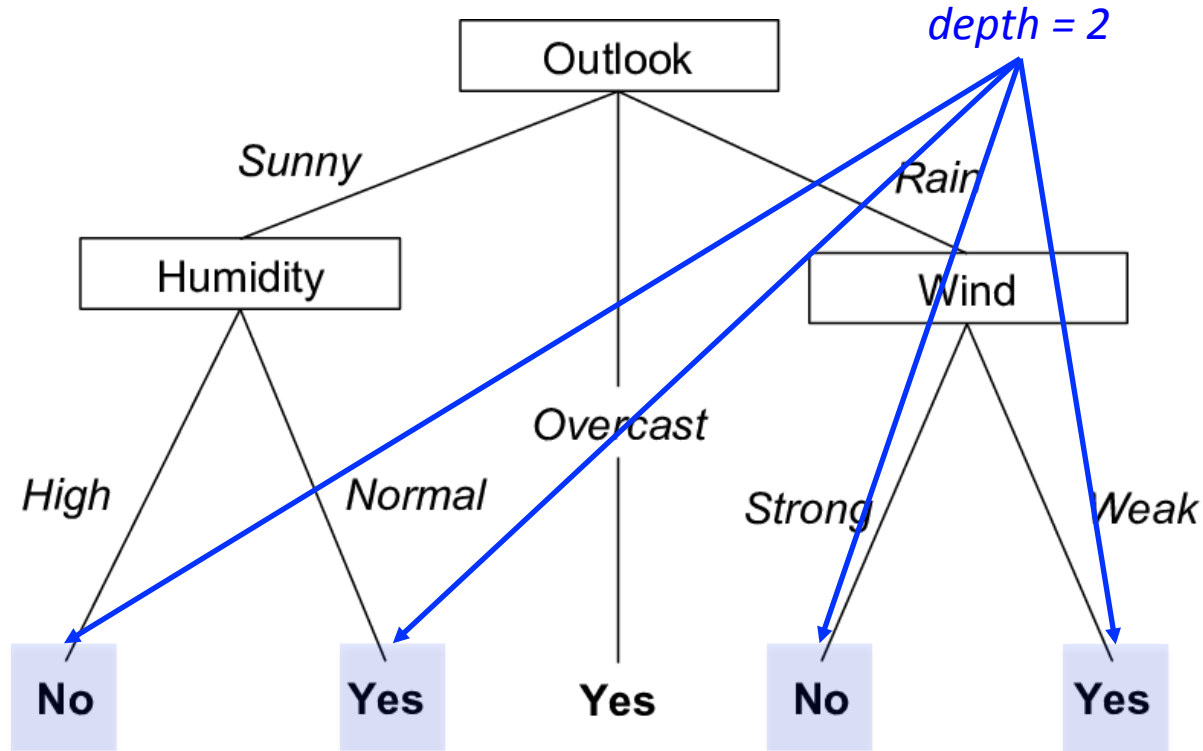 depth = 2
Outlook
Sunny
Rain
Humidity
Wind
Overcast
High
Normal
Strong
Weak
No
Yes
Yes
No
Yes